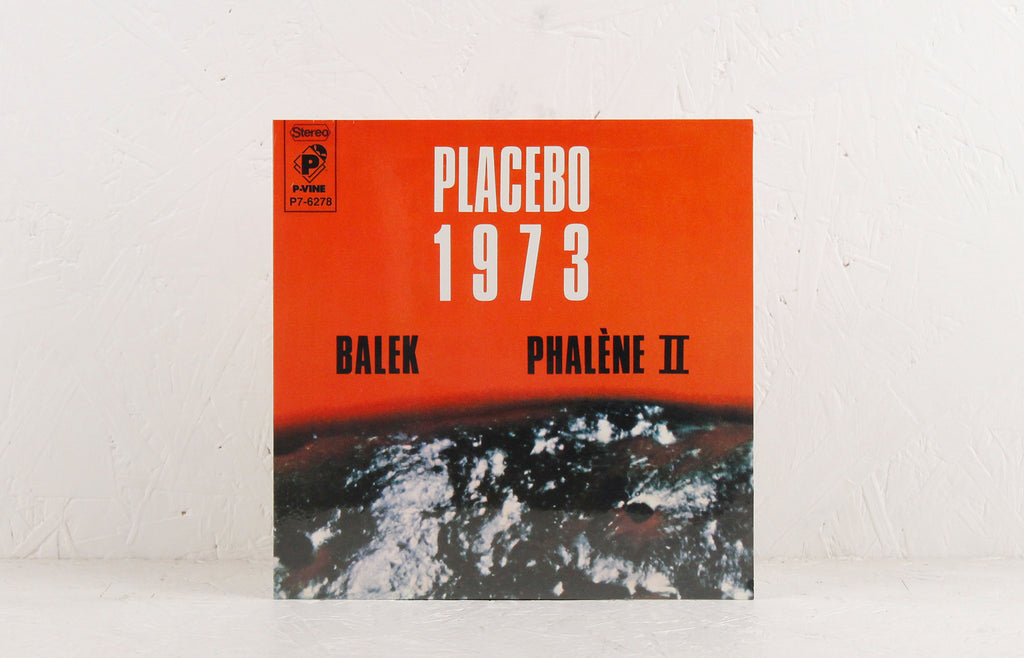 Stereo
P
P-VINE
P7-6278
PLACEBO
1973
BALEK
PHALÈNE II